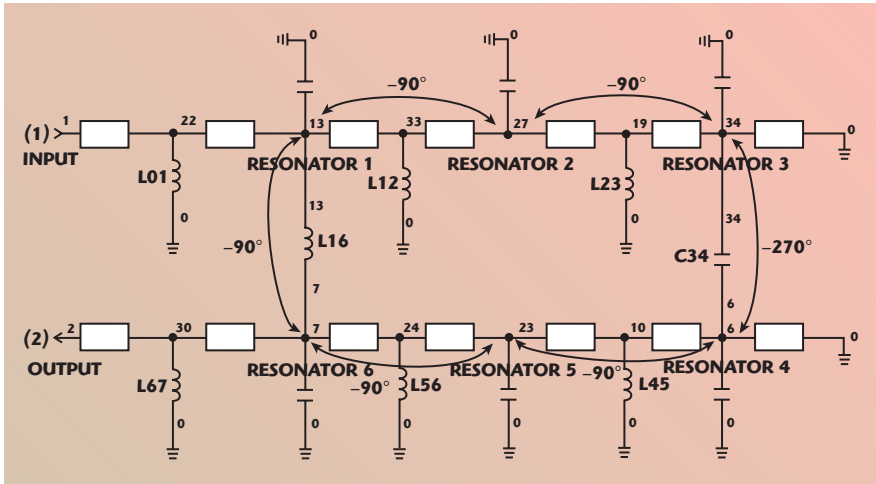 0 0 0
−90° −90°
(1) 1 22 13 33 27 19 34 0
INPUT
RESONATOR 1 RESONATOR 2 RESONATOR 3
L01 L12 L23
13 34
0 0 0
−90° L16 C34 −270°
7 6
(2) 2 30 7 24 23 10 6 0
OUTPUT
RESONATOR 6 RESONATOR 5 RESONATOR 4
L67 −90° L56 −90° L45
0 0 0 0 0 0